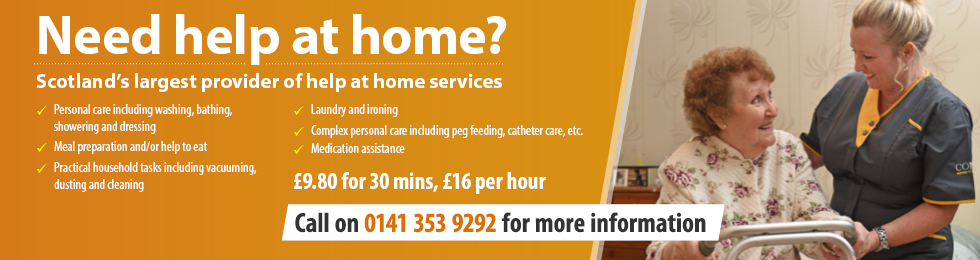 Need help at home?
Scotland's largest provider of help at home services
Personal care including washing, bathing,
showering and dressing
Meal preparation and/or help to eat
Practical household tasks including vacuuming,
dusting and cleaning
Laundry and ironing
Complex personal care including peg feeding, catheter care, etc.
Medication assistance
£9.80 for 30 mins, £16 per hour
Call on 0141 353 9292 for more information